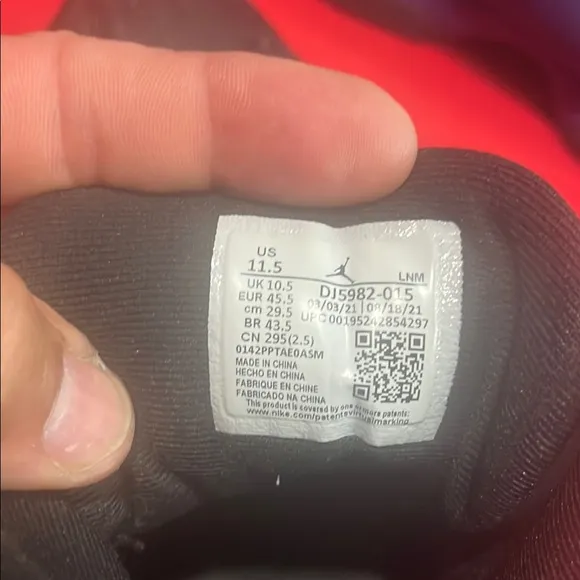 US
11.5
LNM
UK 10.5
DJ5982-015
EUR 45.5
03/03/21 | 08/18/21
cm 29.5
UPC 00195242854297
BR 43.5
CN 295(2.5)
0142PPTAE0ASM
MADE IN CHINA
HECHO EN CHINA
FABRIQUE EN CHINE
FABRICADO NA CHINA
This product is covered by one or more patents:
www.nike.com/patentsvirtualmarking